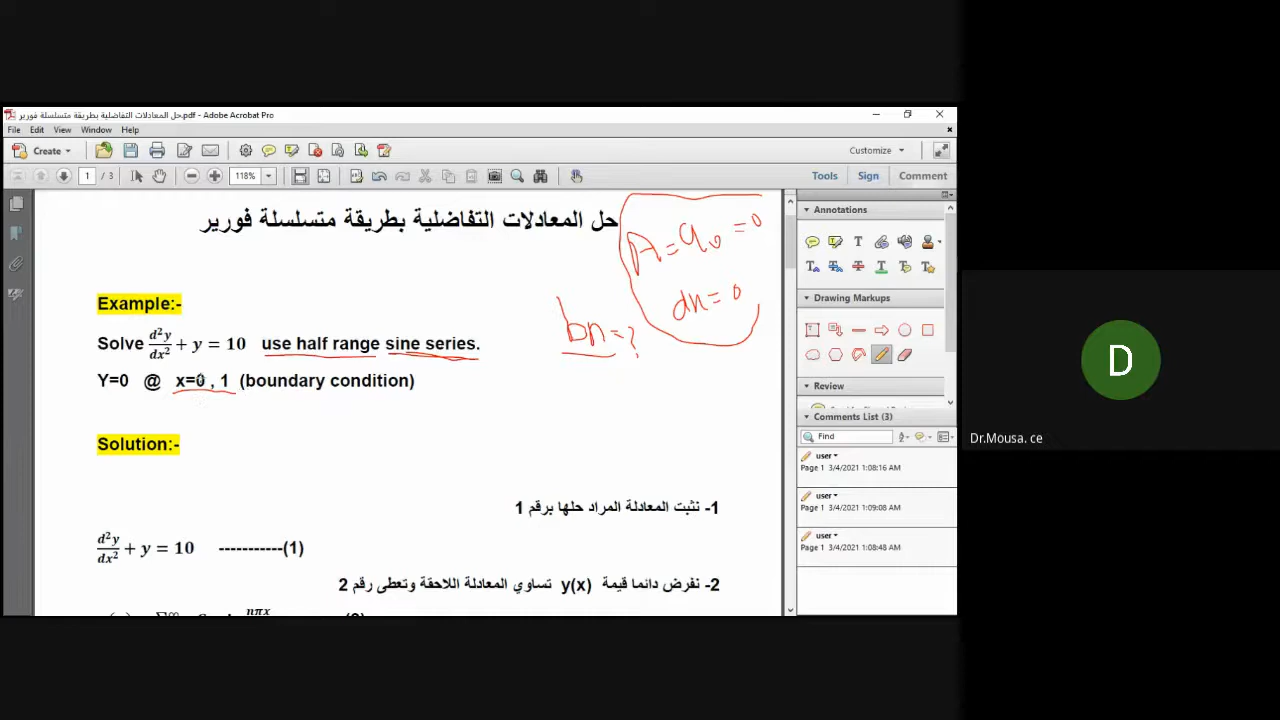 حل المعادلات التفاضلية بطريقة متسلسلة فورير.pdf - Adobe Acrobat Pro
File Edit View Window Help
Create Customize
1 / 3 118% Tools Sign Comment
حل المعادلات التفاضلية بطريقة متسلسلة فورير
A = a₀ = 0
an = 0
bn = ?
Example:-
Solve d²y/dx² + y = 10 use half range sine series.
Y=0 @ x=0 , 1 (boundary condition)
Solution:-
1- نثبت المعادلة المراد حلها برقم 1
d²y/dx² + y = 10 -----------(1)
2- نفرض دائما قيمة y(x) تساوي المعادلة اللاحقة وتعطى رقم 2
nπx
Annotations
Drawing Markups
Review
Comments List (3)
Find
user
Page 1 3/4/2021 1:08:16 AM
user
Page 1 3/4/2021 1:09:08 AM
user
Page 1 3/4/2021 1:08:48 AM
D
Dr.Mousa. ce